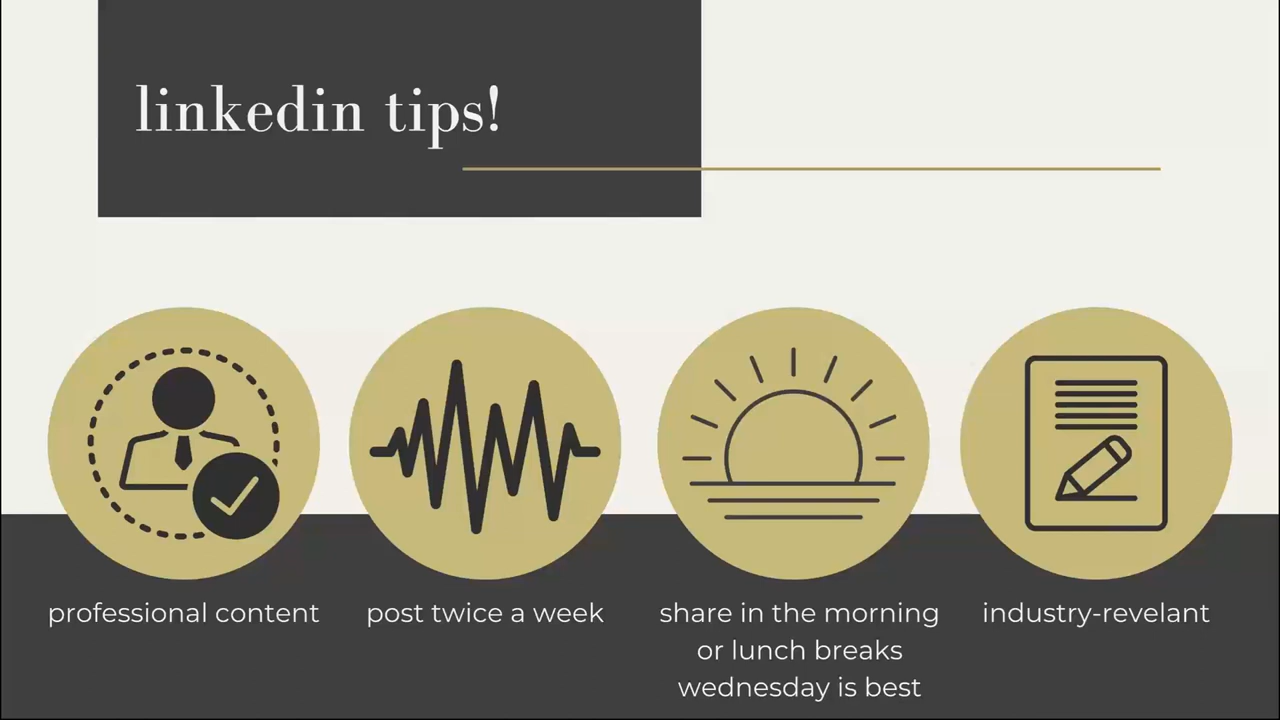 linkedin tips!
professional content
post twice a week
share in the morning
or lunch breaks
wednesday is best
industry-revelant